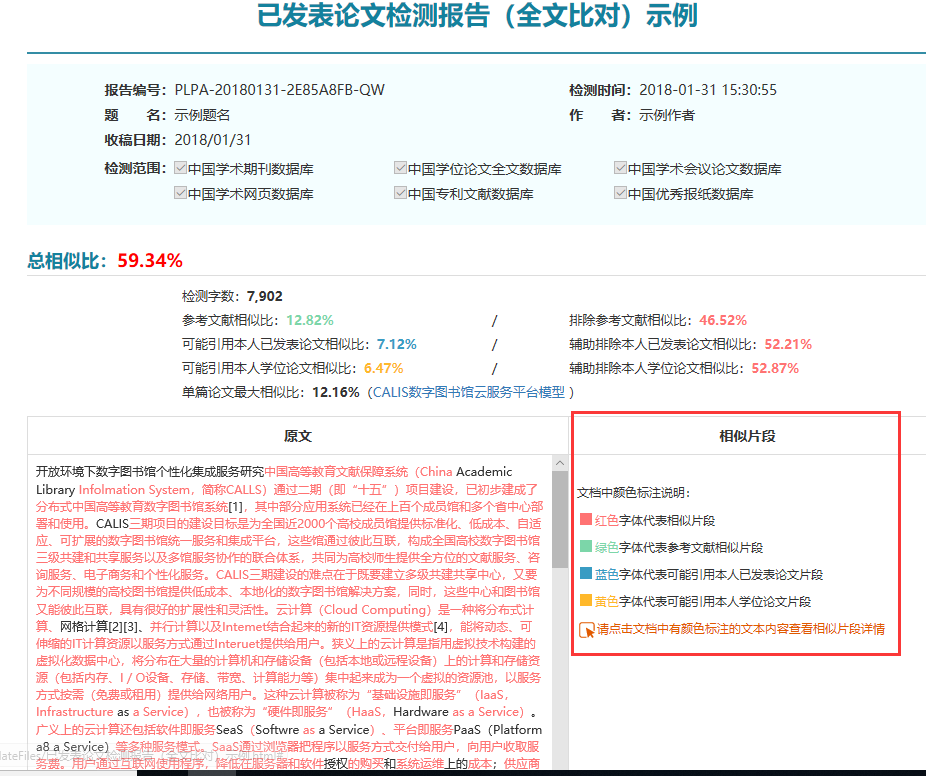 已发表论文检测报告（全文比对）示例
报告编号：PLPA-20180131-2E85A8FB-QW 检测时间：2018-01-31 15:30:55
题 名：示例题名 作 者：示例作者
收稿日期：2018/01/31
检测范围：中国学术期刊数据库 中国学位论文全文数据库 中国学术会议论文数据库
中国学术网页数据库 中国专利文献数据库 中国优秀报纸数据库
总相似比：59.34%
检测字数：7,902
参考文献相似比：12.82% / 排除参考文献相似比：46.52%
可能引用本人已发表论文相似比：7.12% / 辅助排除本人已发表论文相似比：52.21%
可能引用本人学位论文相似比：6.47% / 辅助排除本人学位论文相似比：52.87%
单篇论文最大相似比：12.16%（CALIS数字图书馆云服务平台模型 ）
原文
开放环境下数字图书馆个性化集成服务研究中国高等教育文献保障系统（China Academic
Library Infolmation System，简称CALLS）通过二期（即“十五”）项目建设，已初步建成了
分布式中国高等教育数字图书馆系统[1]，其中部分应用系统已经在上百个成员馆和多个省中心部
署和使用。CALIS三期项目的建设目标是为全国近2000个高校成员馆提供标准化、低成本、自适
应、可扩展的数字图书馆统一服务和集成平台，这些馆通过彼此互联，构成全国高校数字图书馆
三级共建和共享服务以及多馆服务协作的联合体系，共同为高校师生提供全方位的文献服务、咨
询服务、电子商务和个性化服务。CALIS三期建设的难点在于既要建立多级共建共享中心，又要
为不同规模的高校图书馆提供低成本、本地化的数字图书馆解决方案，同时，这些中心和图书馆
又能彼此互联，具有很好的扩展性和灵活性。云计算（Cloud Computing）是一种将分布式计
算、网格计算[2][3]、并行计算以及Intemet结合起来的新的IT资源提供模式[4]，能将动态、可
伸缩的IT计算资源以服务方式通过Interuet提供给用户。狭义上的云计算是指用虚拟技术构建的
虚拟化数据中心，将分布在大量的计算机和存储设备（包括本地或远程设备）上的计算和存储资
源（包括内存、I／O设备、存储、带宽、计算能力等）集中起来成为一个虚拟的资源池，以服务
方式按需（免费或租用）提供给网络用户。这种云计算被称为“基础设施即服务”（IaaS，
Infrastructure as a Service），也被称为“硬件即服务”（HaaS，Hardware as a Service）。
广义上的云计算还包括软件即服务SeaS（Softwre as a Service）、平台即服务PaaS（Platform
a8 a Service）等多种服务模式。SaaS通过浏览器把程序以服务方式交付给用户，向用户收取服
务费。用户通过互联网使用程序，降低在服务器和软件授权的购买和系统运维上的成本；供应商
相似片段
文档中颜色标注说明：
红色字体代表相似片段
绿色字体代表参考文献相似片段
蓝色字体代表可能引用本人已发表论文片段
黄色字体代表可能引用本人学位论文片段
请点击文档中有颜色标注的文本内容查看相似片段详情